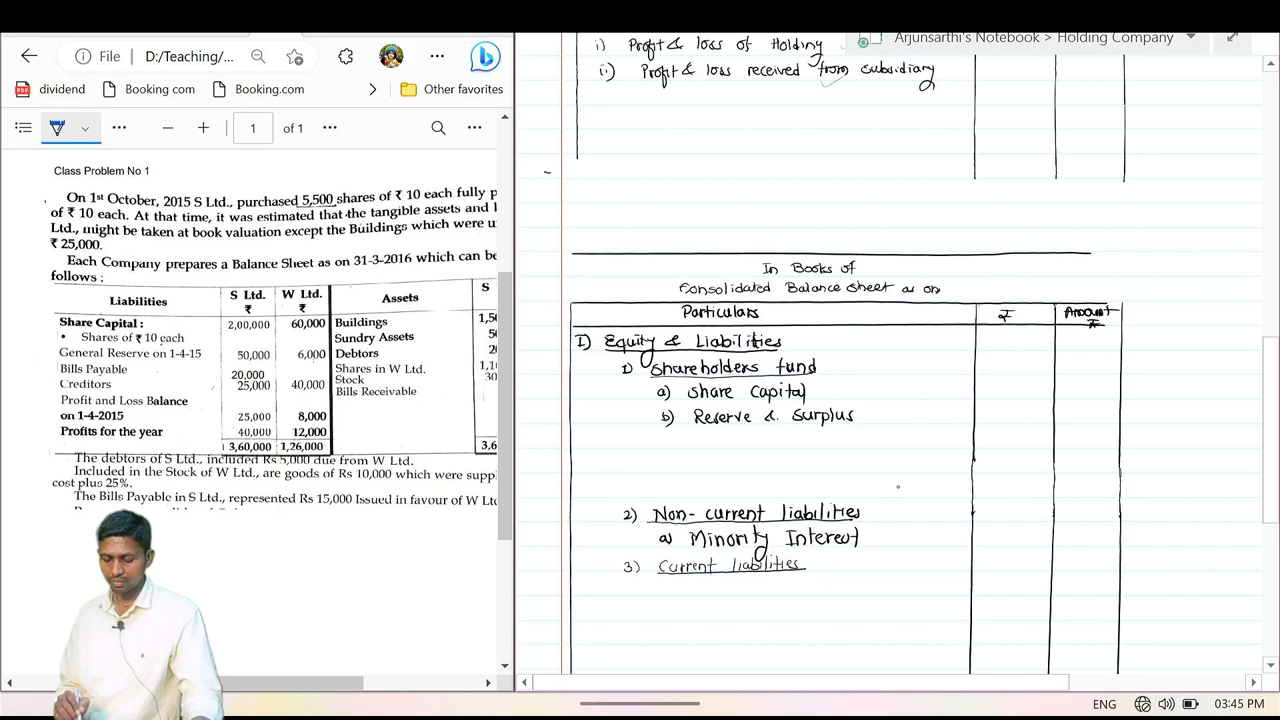 File
D:/Teaching/...
dividend
Booking com
Booking.com
Other favorites
1
of 1
Class Problem No 1
On 1st October, 2015 S Ltd., purchased 5,500 shares of ₹ 10 each fully p
of ₹ 10 each. At that time, it was estimated that the tangible assets and l
Ltd., might be taken at book valuation except the Buildings which were u
₹ 25,000.
Each Company prepares a Balance Sheet as on 31-3-2016 which can be
follows :
Liabilities S Ltd. ₹ W Ltd. ₹ Assets S
Share Capital : 2,00,000 60,000 Buildings 1,50
• Shares of ₹ 10 each Sundry Assets 50
General Reserve on 1-4-15 50,000 6,000 Debtors 20
Bills Payable 20,000 Shares in W Ltd. 1,10
Creditors 25,000 40,000 Stock 30
Profit and Loss Balance Bills Receivable
on 1-4-2015 25,000 8,000
Profits for the year 40,000 12,000
3,60,000 1,26,000 3,6
The debtors of S Ltd., included Rs 5,000 due from W Ltd.
Included in the Stock of W Ltd., are goods of Rs 10,000 which were supp
cost plus 25%.
The Bills Payable in S Ltd., represented Rs 15,000 Issued in favour of W Ltd
Arjunsarthi's Notebook > Holding Company
i) Profit & loss of Holding
ii) Profit & loss received from subsidiary
In Books of
Consolidated Balance Sheet as on
Particulars ₹ Amount ₹
I) Equity & Liabilities
1) Shareholders fund
a) Share Capital
b) Reserve & Surplus
2) Non-current liabilities
a) Minority Interest
3) Current liabilities
ENG
03:45 PM